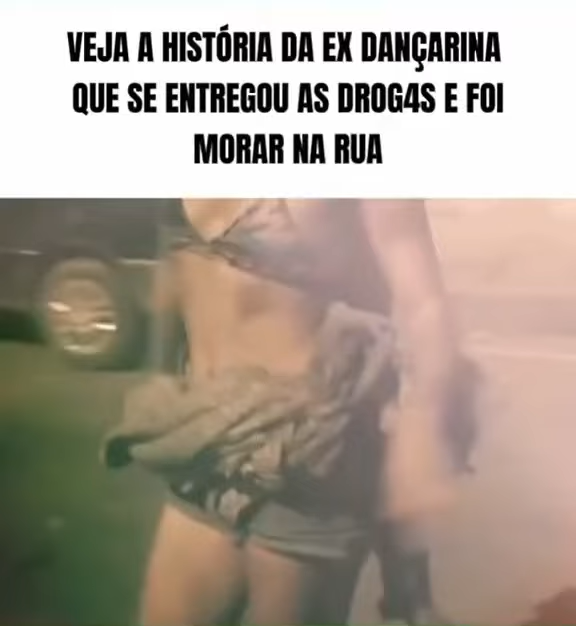 VEJA A HISTÓRIA DA EX DANÇARINA
QUE SE ENTREGOU AS DROG4S E FOI
MORAR NA RUA